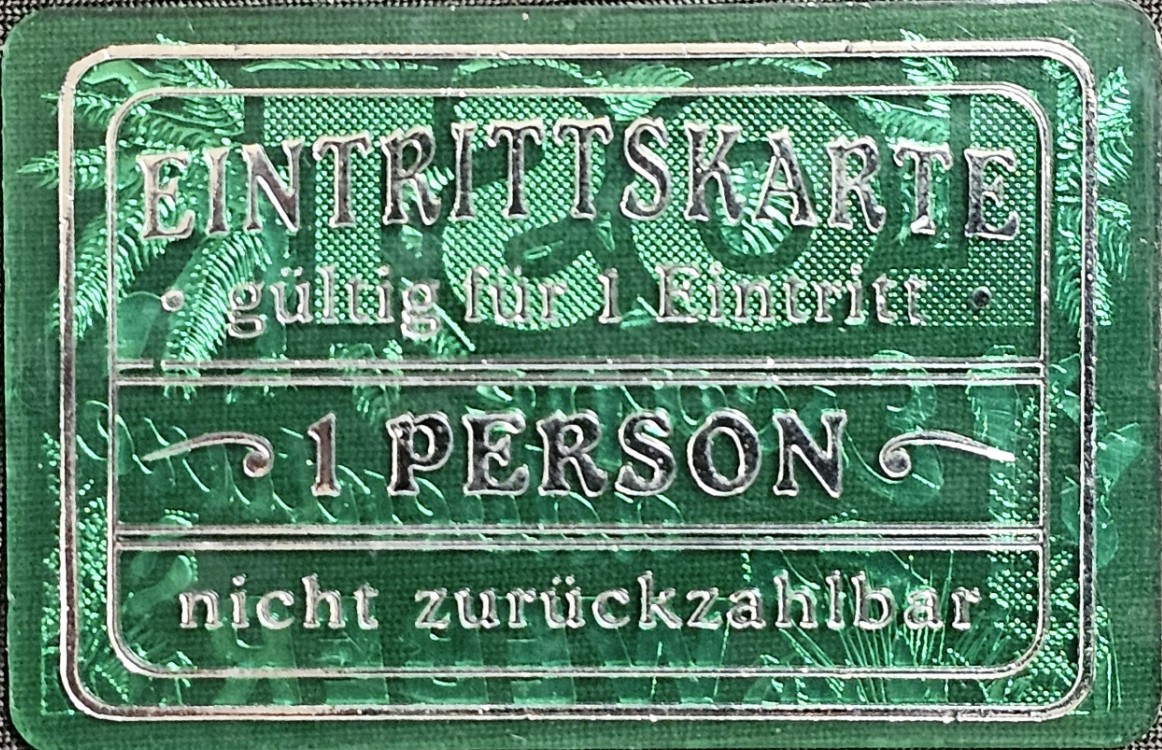 EINTRITTSKARTE
· gültig für 1 Eintritt ·
1 PERSON
nicht zurückzahlbar